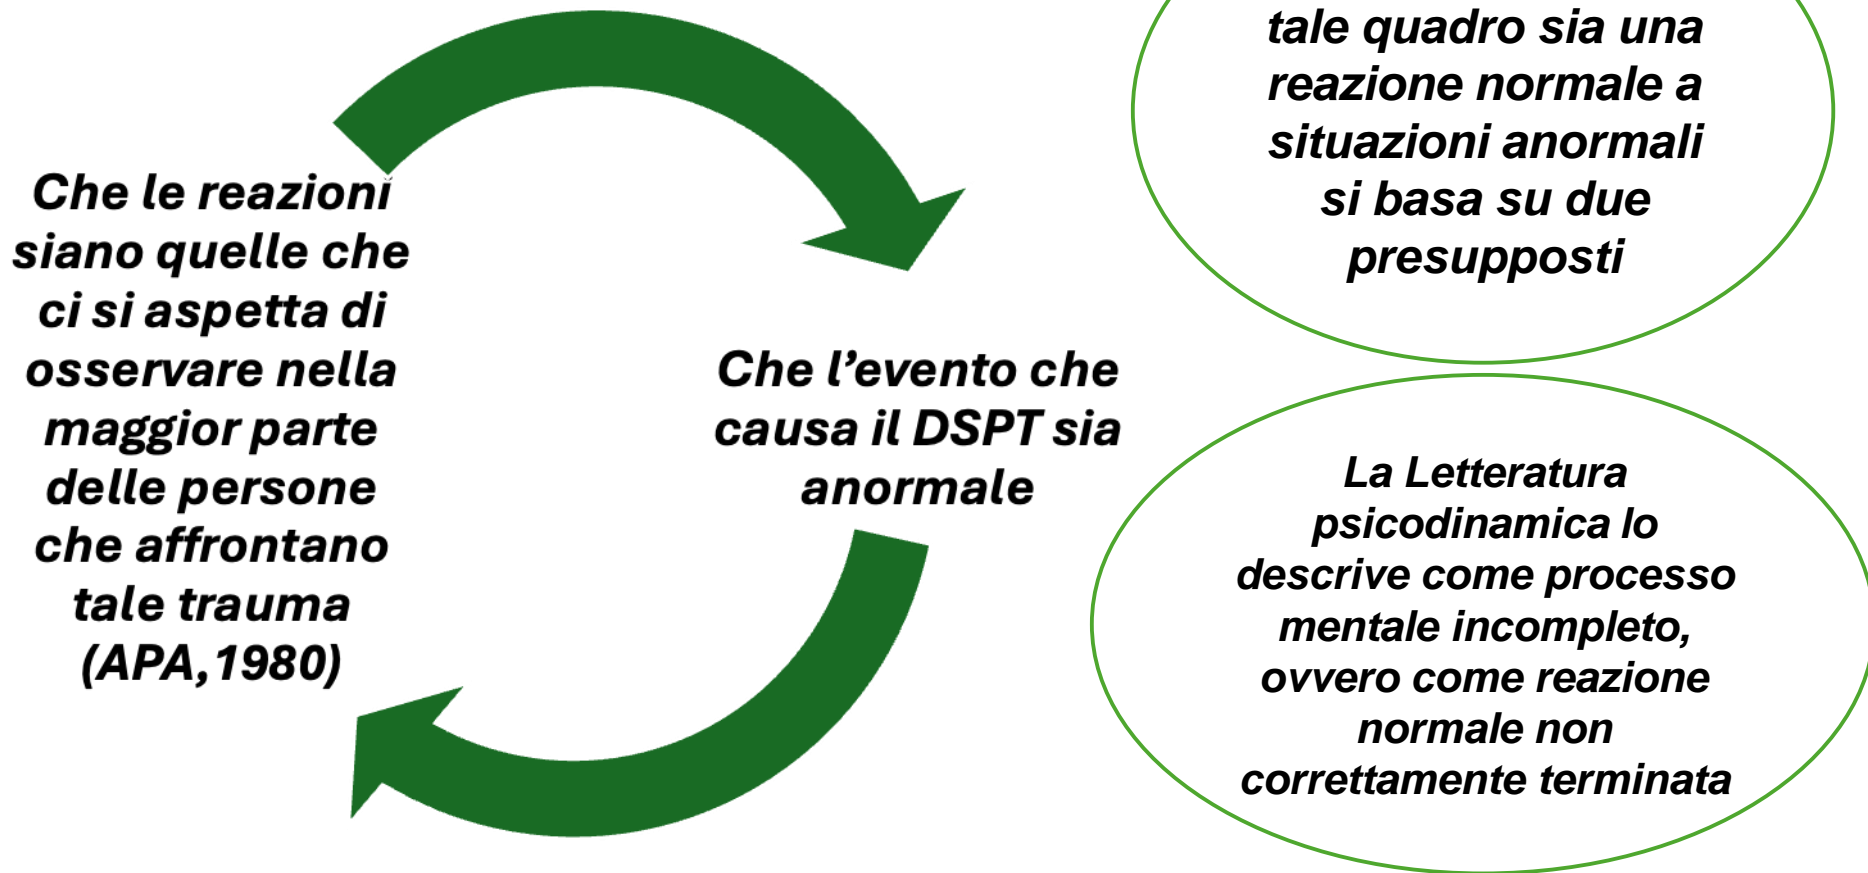 Che le reazioni
siano quelle che
ci si aspetta di
osservare nella
maggior parte
delle persone
che affrontano
tale trauma
(APA,1980)
Che l’evento che
causa il DSPT sia
anormale
tale quadro sia una
reazione normale a
situazioni anormali
si basa su due
presupposti
La Letteratura
psicodinamica lo
descrive come processo
mentale incompleto,
ovvero come reazione
normale non
correttamente terminata